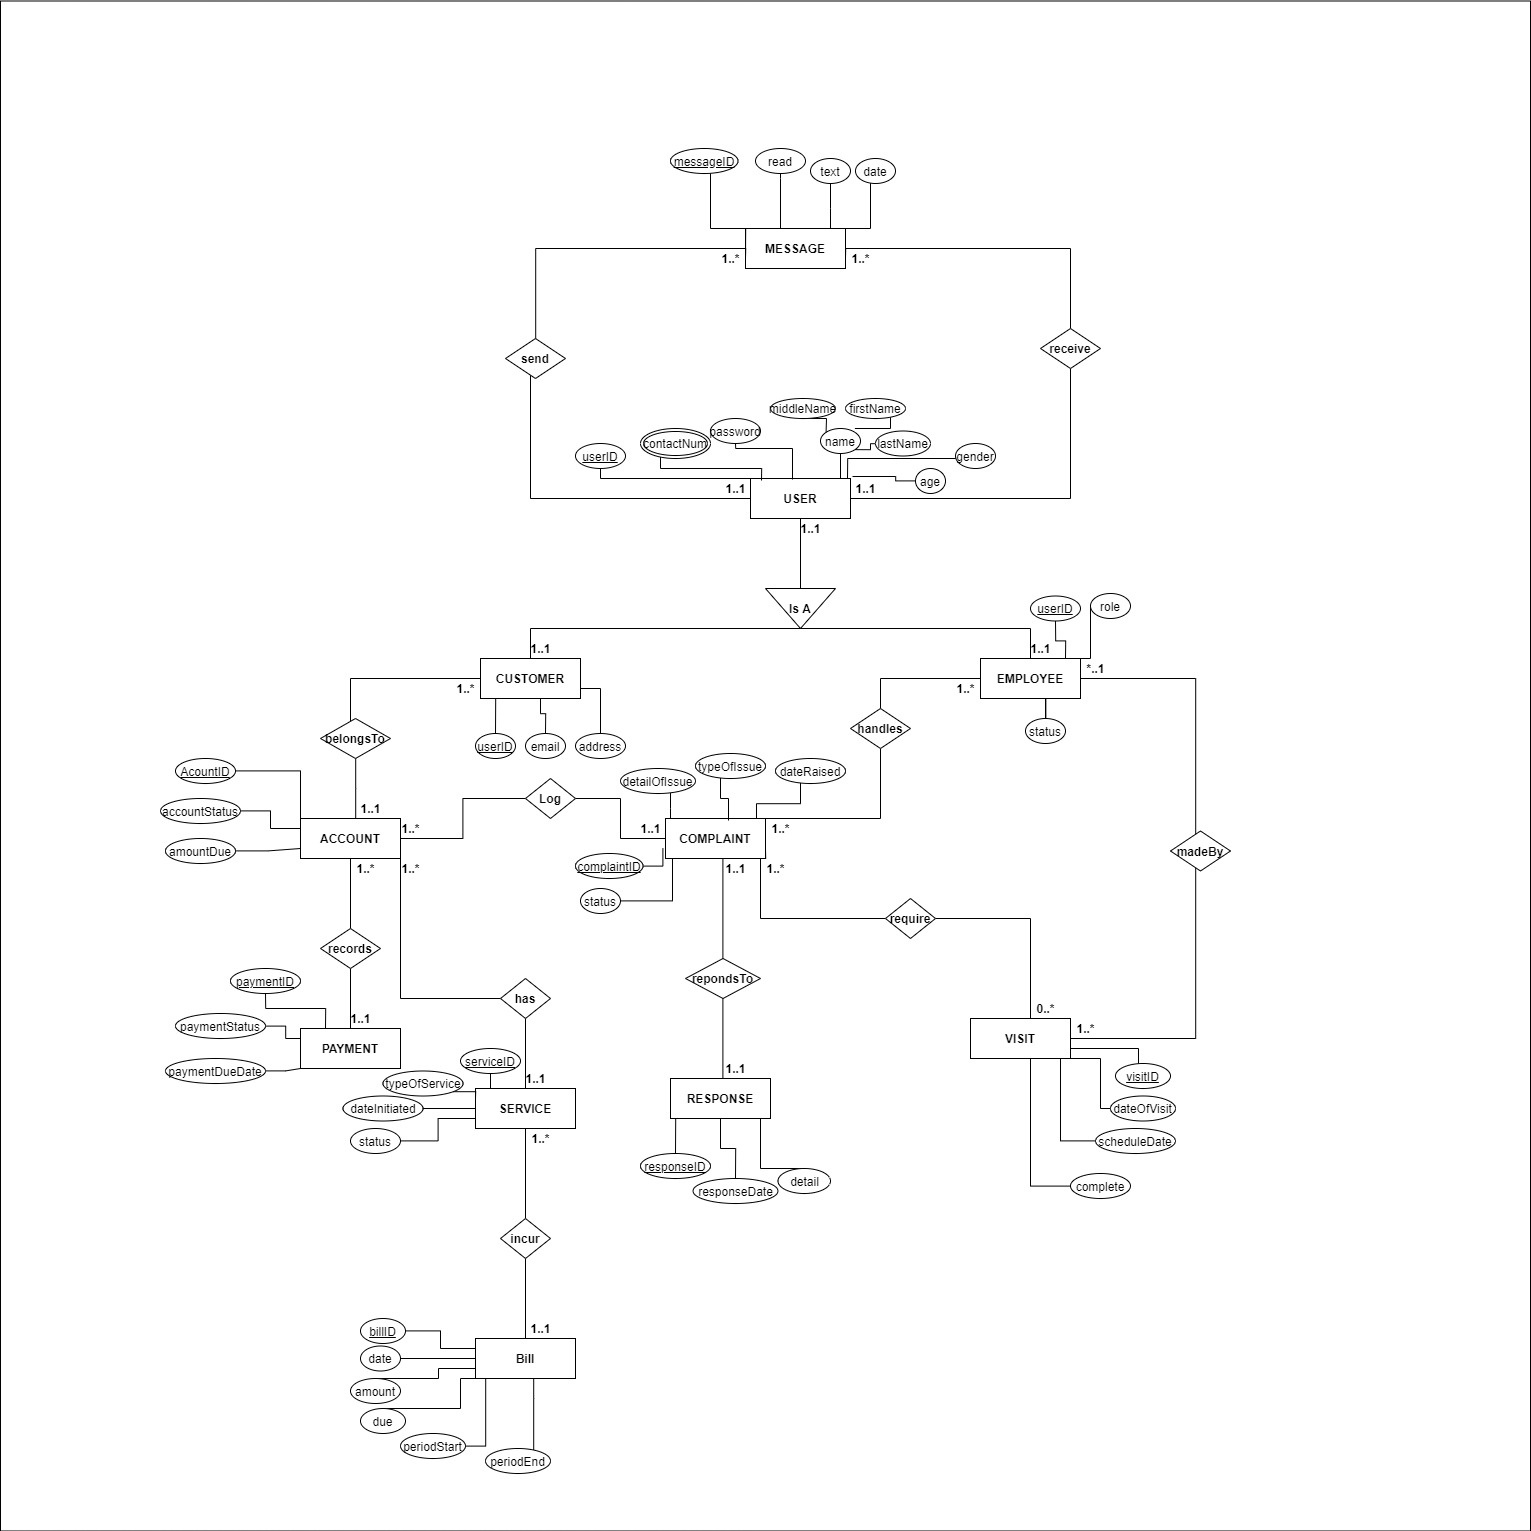 messageID
read
text
date
MESSAGE
1..*
1..*
send
receive
middleName
firstName
contactNum
password
name
lastName
userID
gender
age
1..1
1..1
USER
1..1
Is A
userID
role
1..1
1..1
*..1
1..*
CUSTOMER
1..*
EMPLOYEE
belongsTo
userID
email
address
handles
status
AcountID
detailOfIssue
typeOfIssue
dateRaised
accountStatus
Log
1..1
1..*
1..1
1..*
amountDue
ACCOUNT
COMPLAINT
madeBy
1..*
1..*
complaintID
1..1
1..*
status
require
records
repondsTo
paymentID
has
paymentStatus
1..1
0..*
1..*
PAYMENT
VISIT
paymentDueDate
serviceID
1..1
1..1
visitID
typeOfService
dateInitiated
SERVICE
RESPONSE
dateOfVisit
status
1..*
scheduleDate
responseID
responseDate
detail
complete
incur
billID
1..1
date
Bill
amount
due
periodStart
periodEnd